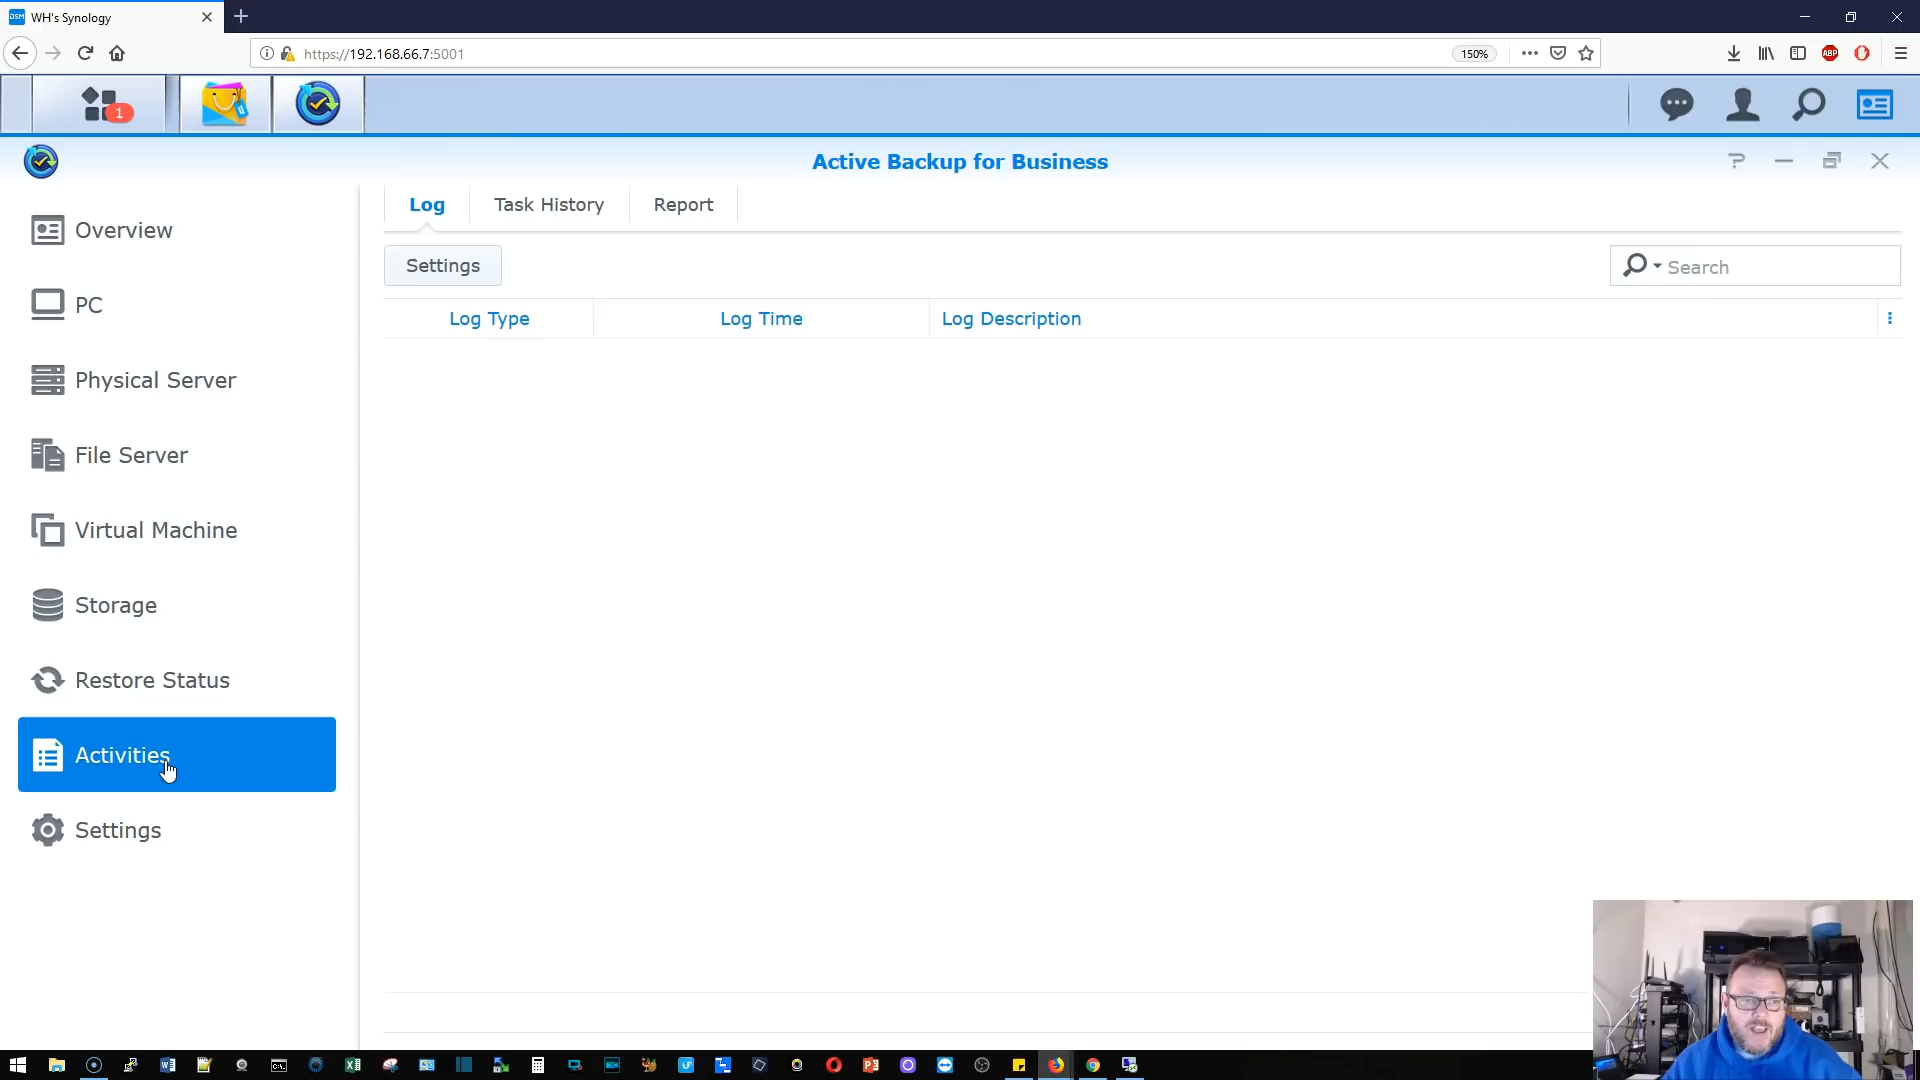 DSM WH's Synology
https://192.168.66.7:5001
150%
ABP
1
Active Backup for Business
Overview
PC
Physical Server
File Server
Virtual Machine
Storage
Restore Status
Activities
Settings
Log Task History Report
Settings
Search
Log Type Log Time Log Description